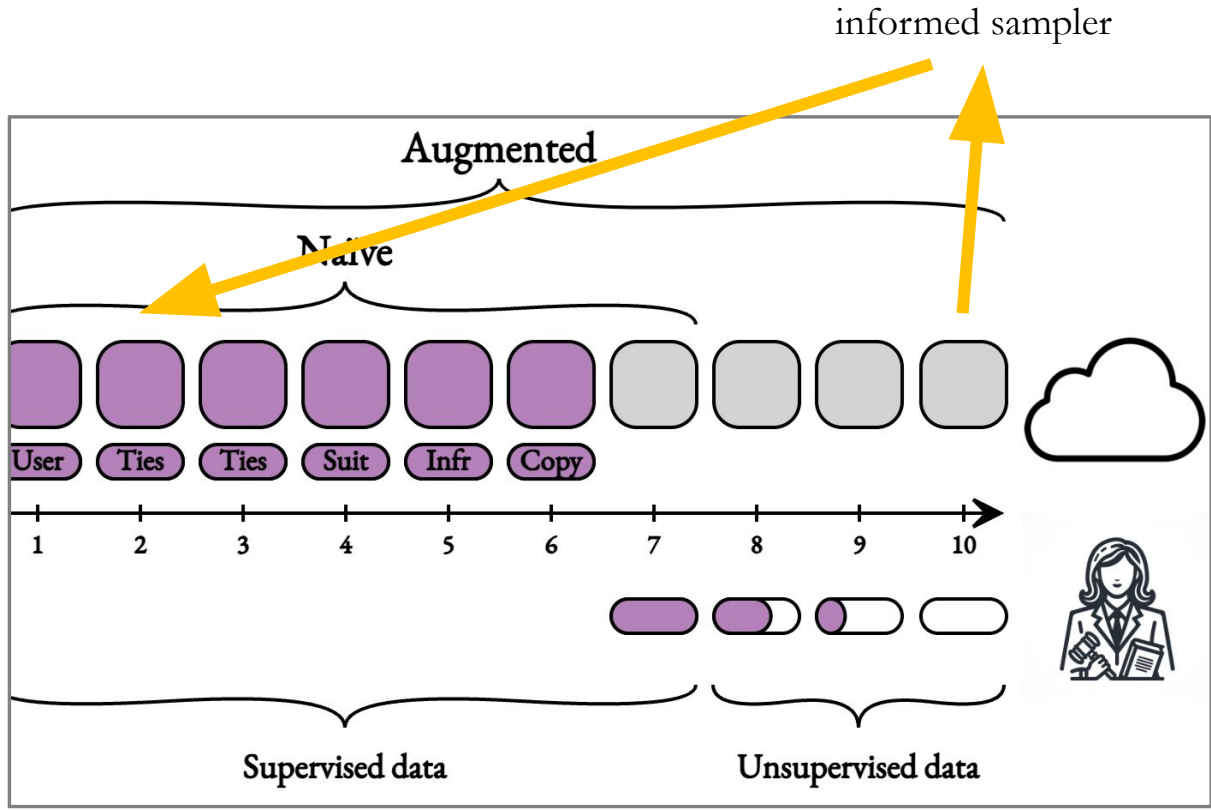 informed sampler
Augmented
Naïve
User Ties Ties Suit Infr Copy
1 2 3 4 5 6 7 8 9 10
Supervised data Unsupervised data